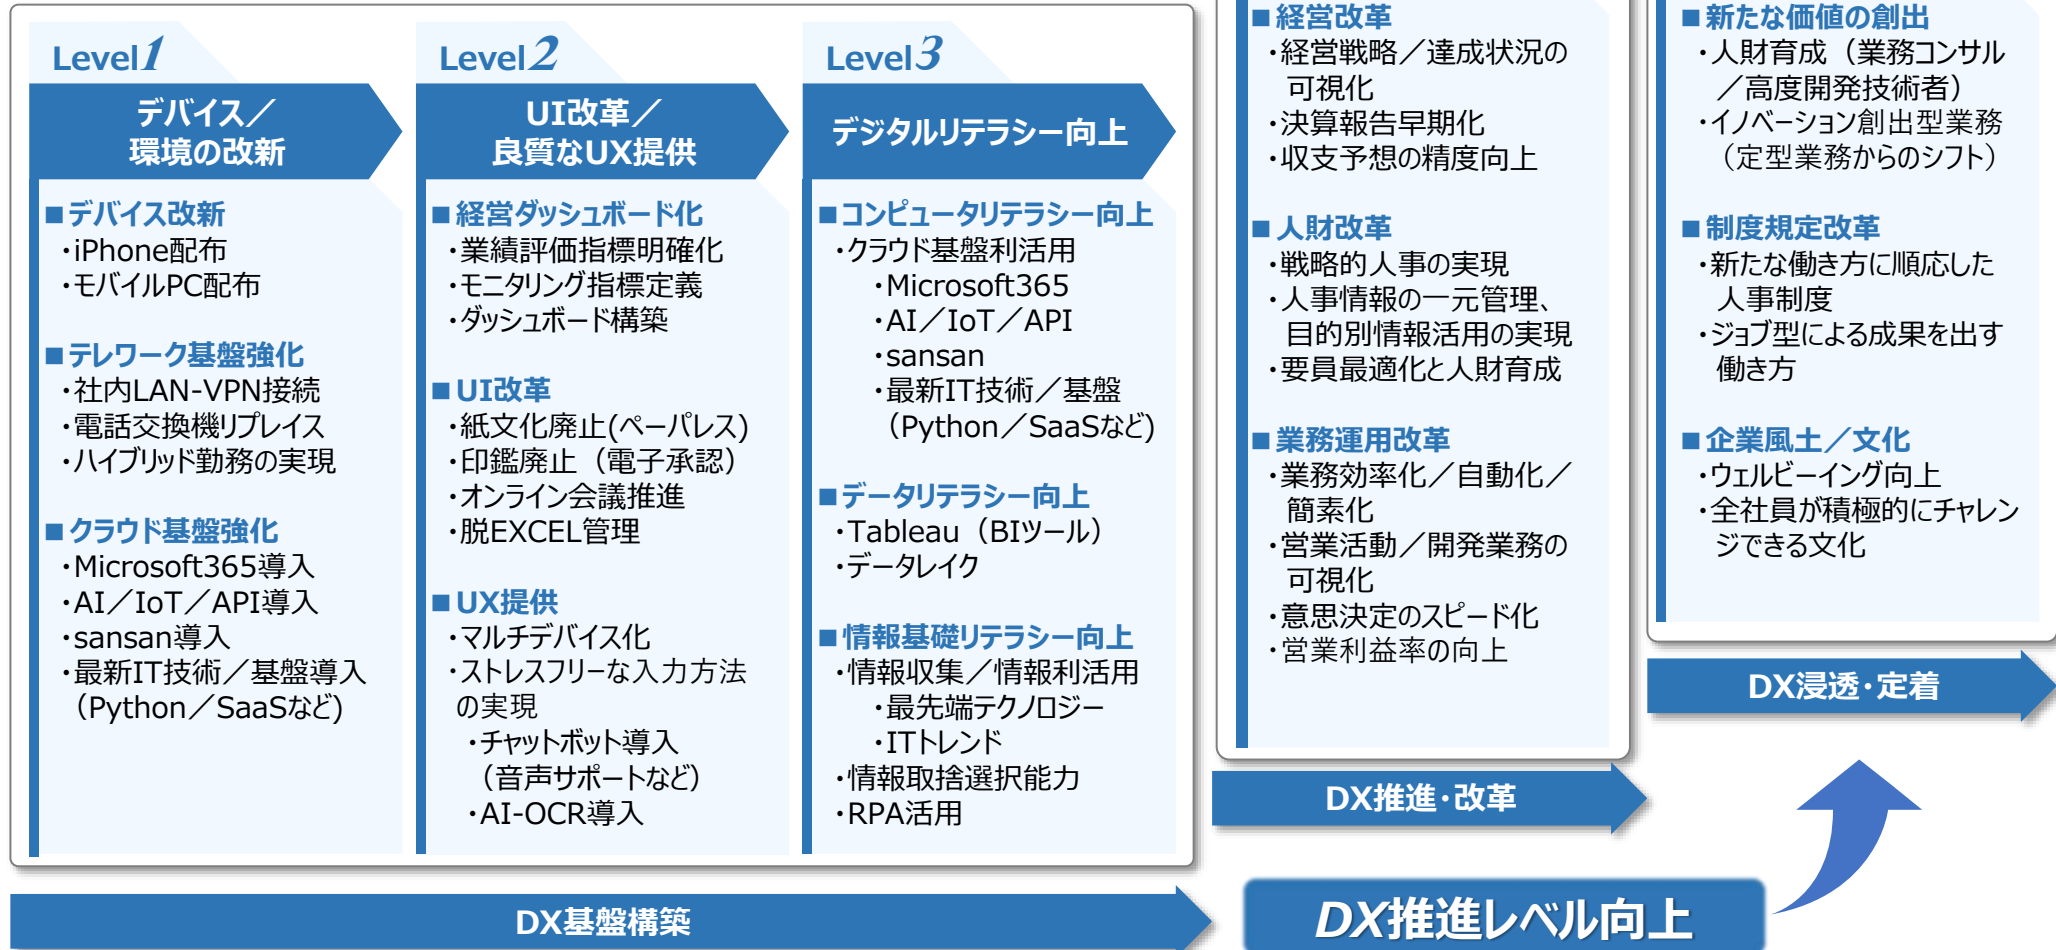 Level1
デバイス／
環境の改新
■デバイス改新
・iPhone配布
・モバイルPC配布
■テレワーク基盤強化
・社内LAN-VPN接続
・電話交換機リプレイス
・ハイブリッド勤務の実現
■クラウド基盤強化
・Microsoft365導入
・AI／IoT／API導入
・sansan導入
・最新IT技術／基盤導入
（Python／SaaSなど）
Level2
UI改革／
良質なUX提供
■経営ダッシュボード化
・業績評価指標明確化
・モニタリング指標定義
・ダッシュボード構築
■UI改革
・紙文化廃止(ペーパレス)
・印鑑廃止（電子承認）
・オンライン会議推進
・脱EXCEL管理
■UX提供
・マルチデバイス化
・ストレスフリーな入力方法
の実現
・チャットボット導入
（音声サポートなど）
・AI-OCR導入
Level3
デジタルリテラシー向上
■コンピュータリテラシー向上
・クラウド基盤利活用
・Microsoft365
・AI／IoT／API
・sansan
・最新IT技術／基盤
（Python／SaaSなど）
■データリテラシー向上
・Tableau（BIツール）
・データレイク
■情報基礎リテラシー向上
・情報収集／情報利活用
・最先端テクノロジー
・ITトレンド
・情報取捨選択能力
・RPA活用
DX基盤構築
■経営改革
・経営戦略／達成状況の
可視化
・決算報告早期化
・収支予想の精度向上
■人財改革
・戦略的人事の実現
・人事情報の一元管理、
目的別情報活用の実現
・要員最適化と人財育成
■業務運用改革
・業務効率化／自動化／
簡素化
・営業活動／開発業務の
可視化
・意思決定のスピード化
・営業利益率の向上
DX推進・改革
■新たな価値の創出
・人財育成（業務コンサル
／高度開発技術者）
・イノベーション創出型業務
（定型業務からのシフト）
■制度規定改革
・新たな働き方に順応した
人事制度
・ジョブ型による成果を出す
働き方
■企業風土／文化
・ウェルビーイング向上
・全社員が積極的にチャレン
ジできる文化
DX浸透・定着
DX推進レベル向上